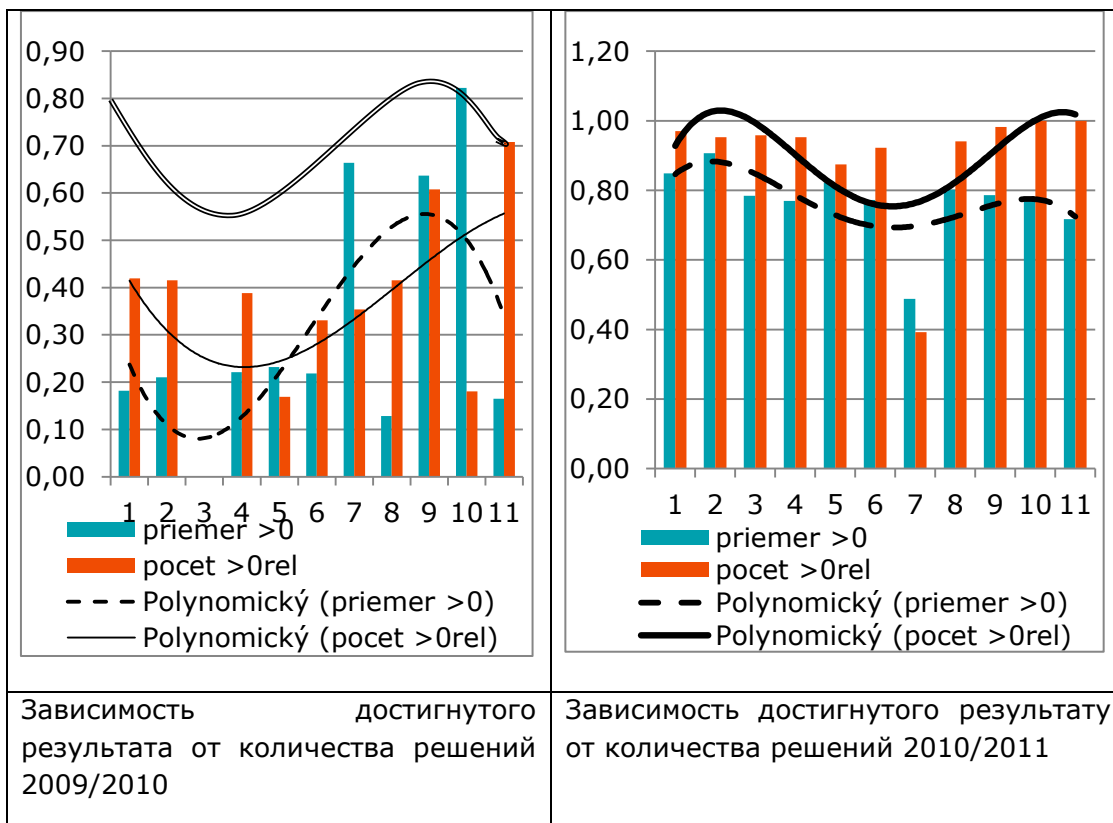 0,90
0,80
0,70
0,60
0,50
0,40
0,30
0,20
0,10
0,00
1 2 3 4 5 6 7 8 9 10 11
priemer >0
pocet >0rel
Polynomický (priemer >0)
Polynomický (pocet >0rel)
1,20
1,00
0,80
0,60
0,40
0,20
0,00
1 2 3 4 5 6 7 8 9 10 11
priemer >0
pocet >0rel
Polynomický (priemer >0)
Polynomický (pocet >0rel)
Зависимость достигнутого
результата от количества решений
2009/2010
Зависимость достигнутого результату
от количества решений 2010/2011